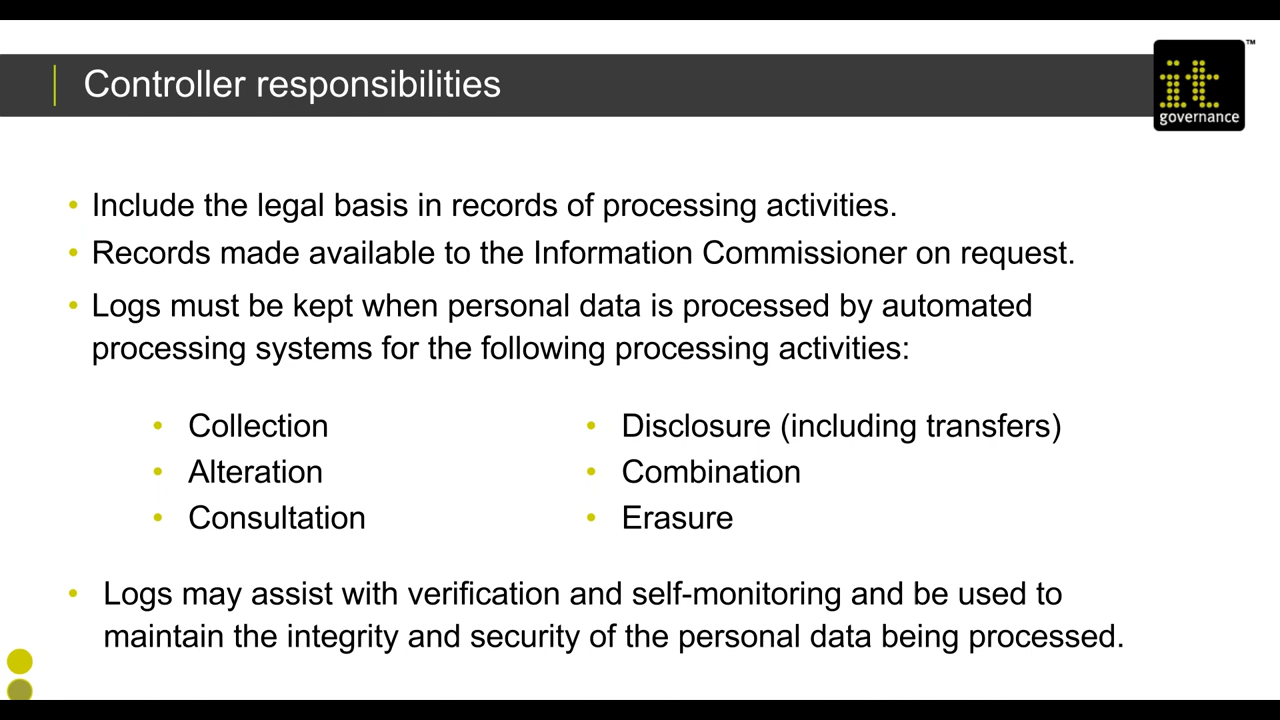 Controller responsibilities
it
governance
™
• Include the legal basis in records of processing activities.
• Records made available to the Information Commissioner on request.
• Logs must be kept when personal data is processed by automated
processing systems for the following processing activities:
• Collection
• Alteration
• Consultation
• Disclosure (including transfers)
• Combination
• Erasure
• Logs may assist with verification and self-monitoring and be used to
maintain the integrity and security of the personal data being processed.